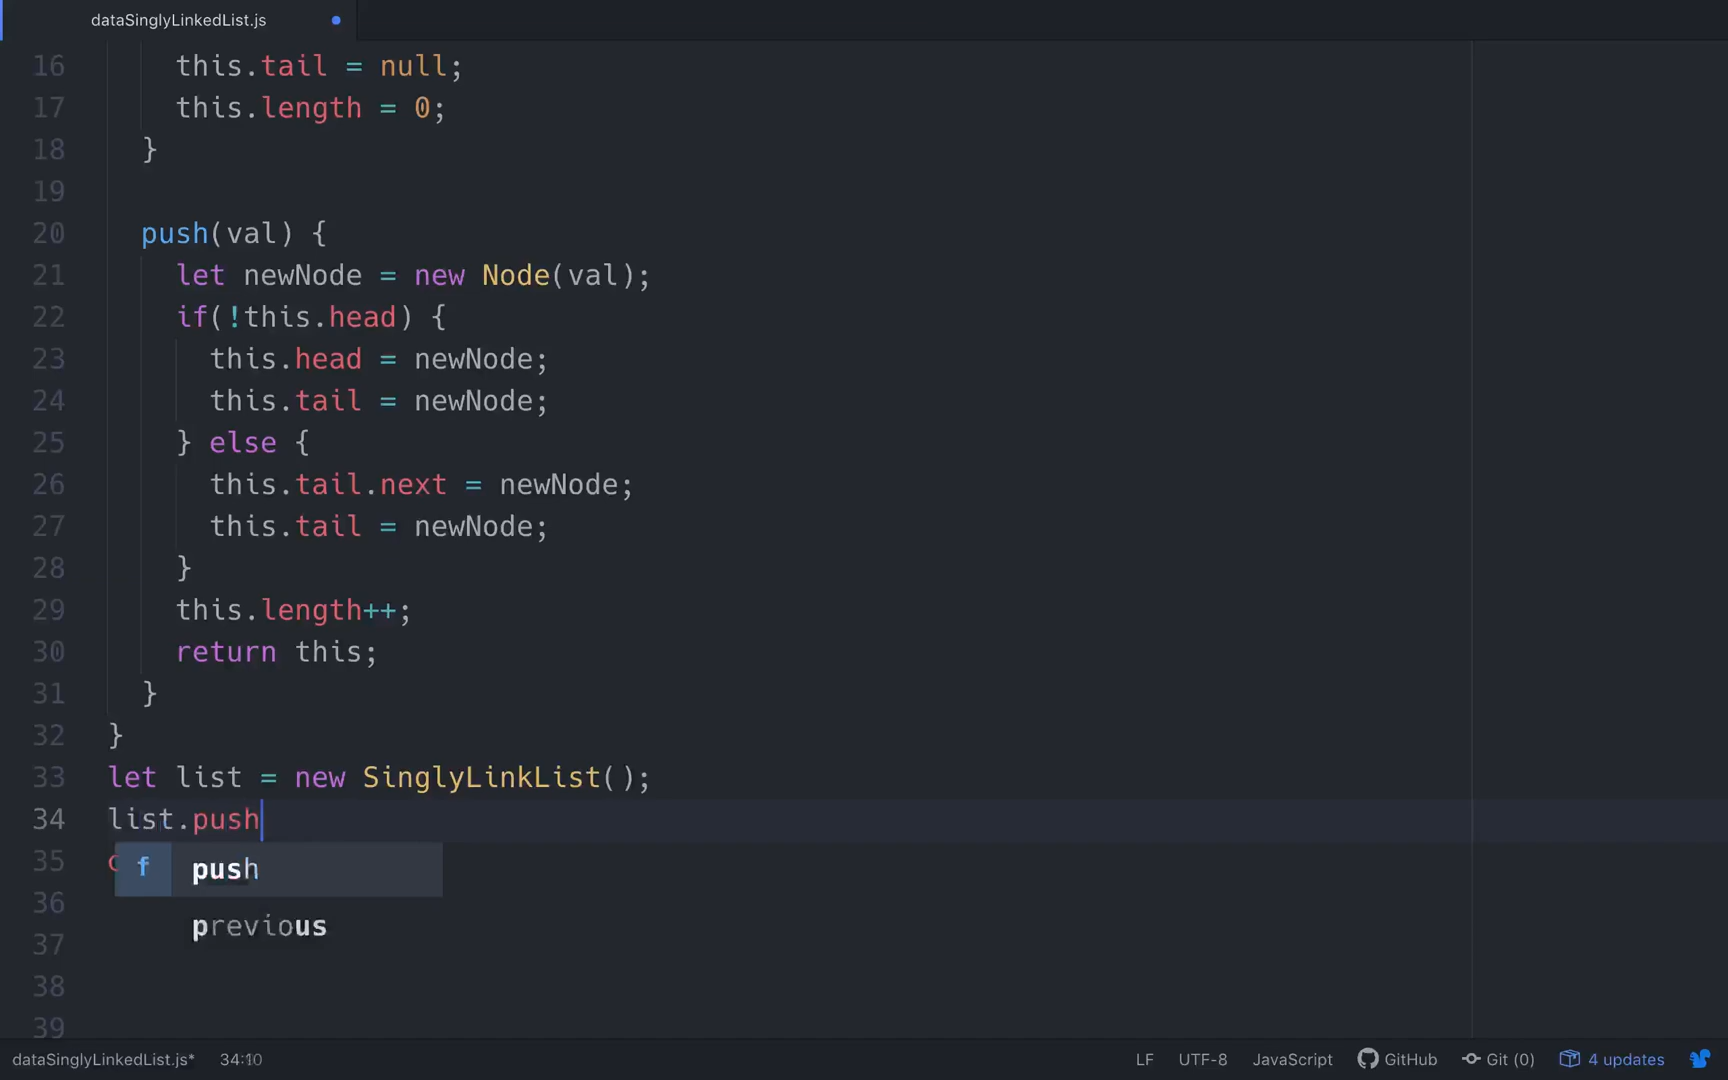 dataSinglyLinkedList.js
16 this.tail = null;
17 this.length = 0;
18 }
19
20 push(val) {
21 let newNode = new Node(val);
22 if(!this.head) {
23 this.head = newNode;
24 this.tail = newNode;
25 } else {
26 this.tail.next = newNode;
27 this.tail = newNode;
28 }
29 this.length++;
30 return this;
31 }
32 }
33 let list = new SinglyLinkList();
34 list.push
35
f push
36
previous
37
38
39
dataSinglyLinkedList.js* 34:10 LF UTF-8 JavaScript GitHub Git (0) 4 updates